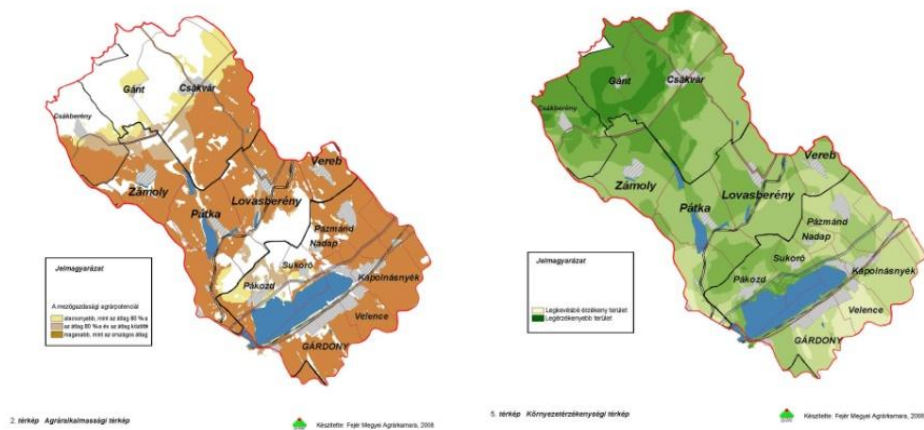 Gánt
Csákvár
Csákberény
Vereb
Zámoly
Lovasberény
Pátka
Pázmánd
Nadap
Sukoró
Pákozd
Kápolnásnyék
Velence
GÁRDONY
Jelmagyarázat
A mezőgazdasági agrárpotenciál
alacsonyabb, mint az átlag 80 %-a
az átlag 80 %-a és az átlag közötti
magasabb, mint az országos átlag
2. térkép Agráralkalmassági térkép
Készítette: Fejér Megyei Agrárkamara, 2008
Gánt
Csákvár
Csákberény
Vereb
Zámoly
Lovasberény
Pátka
Pázmánd
Nadap
Sukoró
Pákozd
Kápolnásnyék
Velence
GÁRDONY
Jelmagyarázat
Legkevésbé érzékeny terület
Legérzékenyebb terület
5. térkép Környezetérzékenységi térkép
Készítette: Fejér Megyei Agrárkamara, 2008